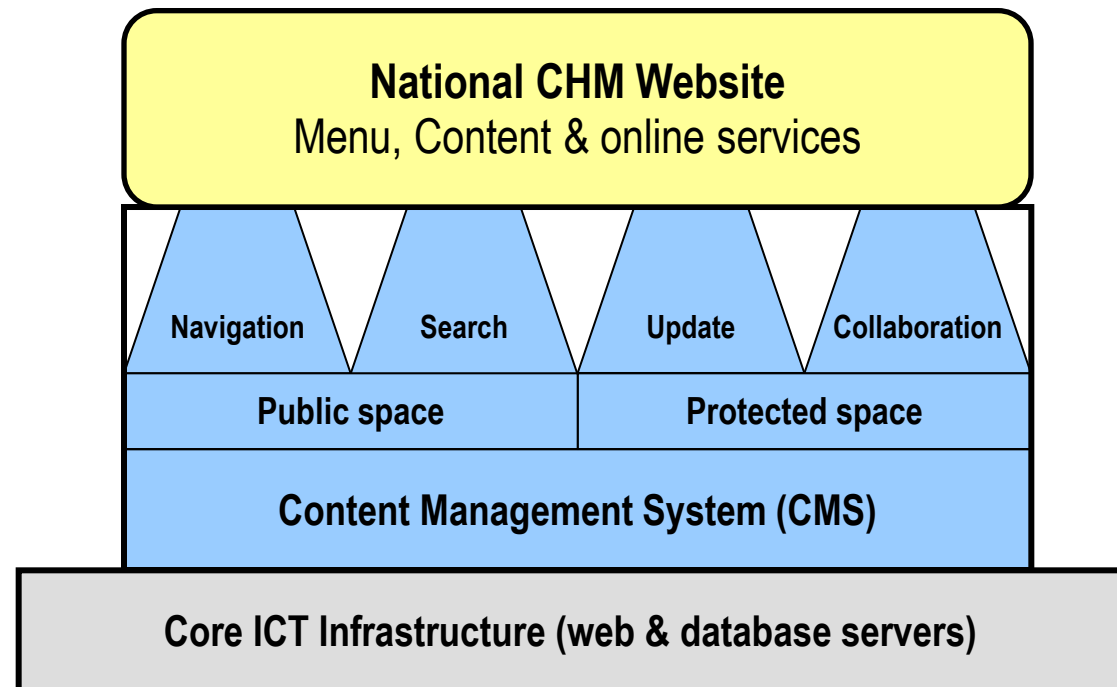 National CHM Website
Menu, Content & online services
Navigation
Search
Update
Collaboration
Public space
Protected space
Content Management System (CMS)
Core ICT Infrastructure (web & database servers)